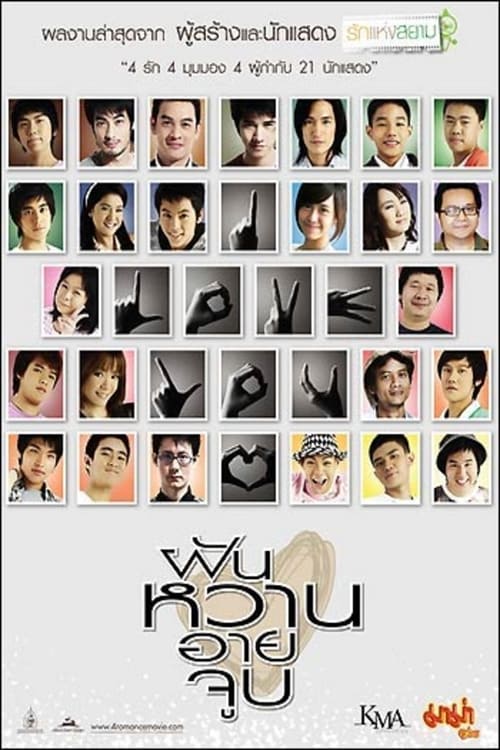 ผลงานล่าสุดจาก ผู้สร้างและนักแสดง รักแห่งสยาม
"4 รัก 4 มุมมอง 4 ผู้กำกับ 21 นักแสดง"
ฝัน
หวาน
อาย
จูบ
www.4romancemovie.com
KMA